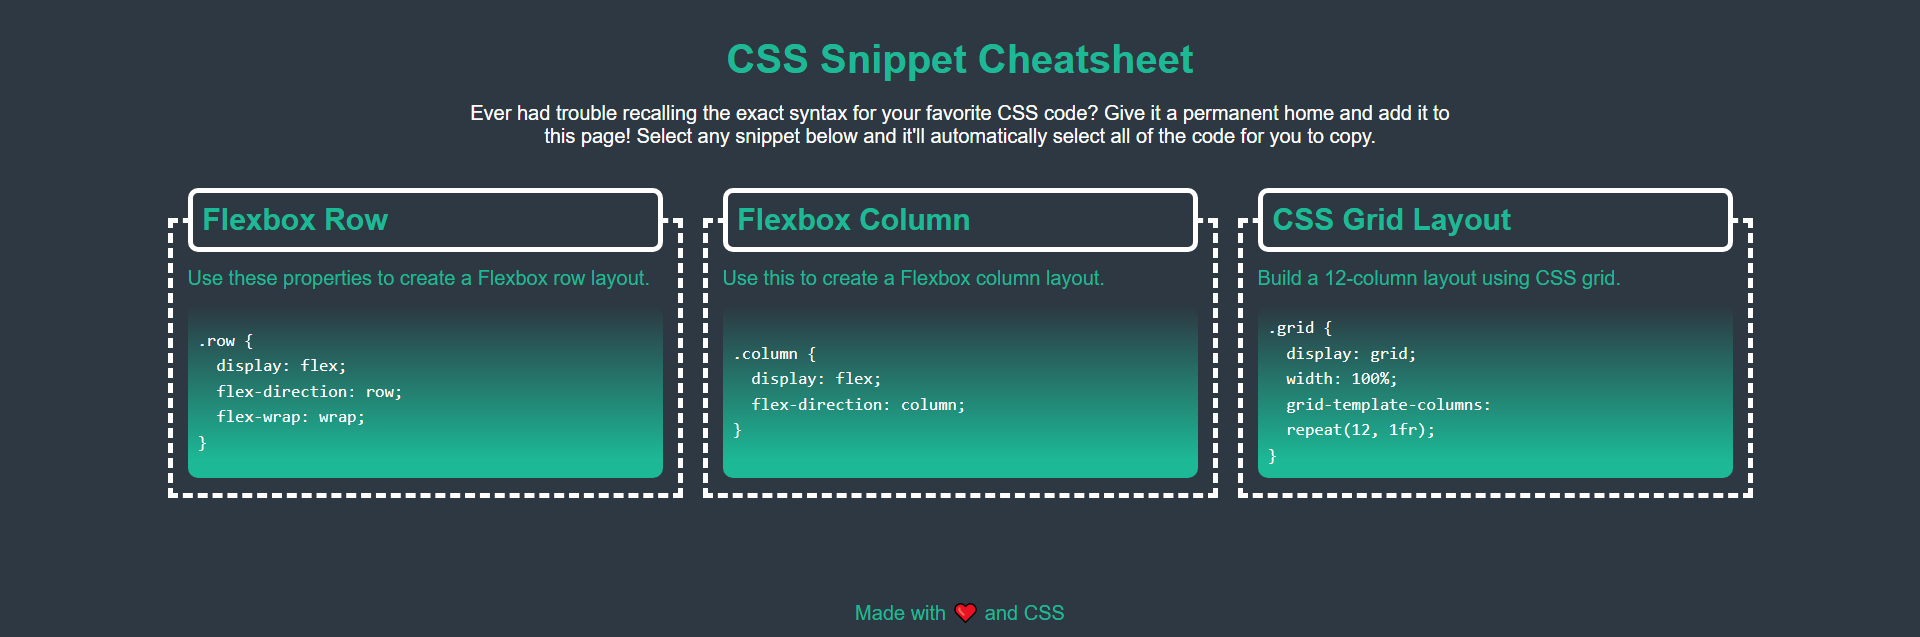 CSS Snippet Cheatsheet
Ever had trouble recalling the exact syntax for your favorite CSS code? Give it a permanent home and add it to
this page! Select any snippet below and it'll automatically select all of the code for you to copy.
Flexbox Row
Use these properties to create a Flexbox row layout.
.row {
  display: flex;
  flex-direction: row;
  flex-wrap: wrap;
}
Flexbox Column
Use this to create a Flexbox column layout.
.column {
  display: flex;
  flex-direction: column;
}
CSS Grid Layout
Build a 12-column layout using CSS grid.
.grid {
  display: grid;
  width: 100%;
  grid-template-columns:
  repeat(12, 1fr);
}
Made with ❤️ and CSS